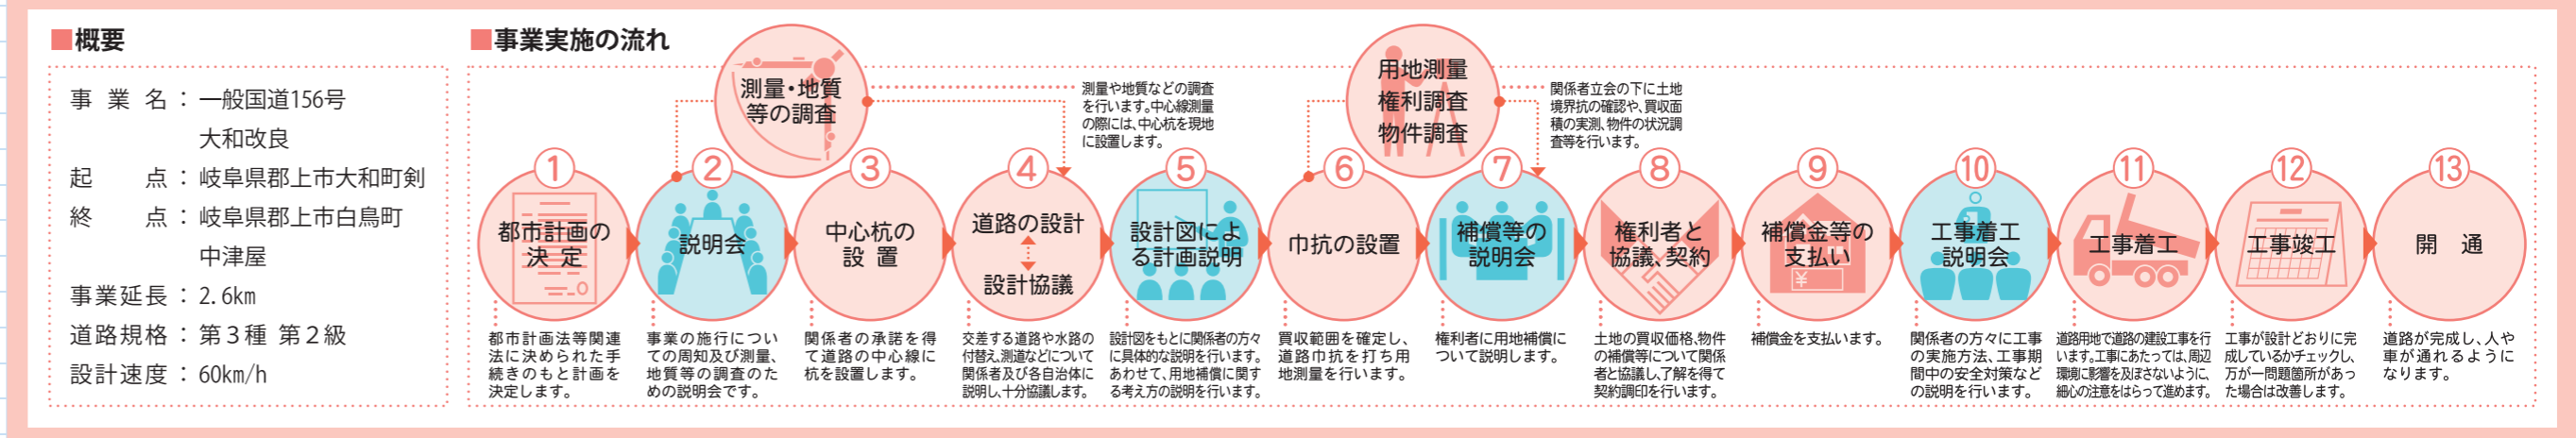 ■概要
事業名：一般国道156号
大和改良
起点：岐阜県郡上市大和町剣
終点：岐阜県郡上市白鳥町
中津屋
事業延長：2.6km
道路規格：第３種 第２級
設計速度：60km/h
■事業実施の流れ
測量・地質
等の調査
測量や地質などの調査
を行います。中心線測量
の際には、中心杭を現地
に設置します。
用地測量
権利調査
物件調査
関係者立会の下に土地
境界抗の確認や、買収面
積の実測、物件の状況調
査等を行います。
1
都市計画の
決定
都市計画法等関連
法に決められた手
続きのもと計画を
決定します。
2
説明会
事業の施行につい
ての周知及び測量、
地質等の調査のた
めの説明会です。
3
中心杭の
設置
関係者の承諾を得
て道路の中心線に
杭を設置します。
4
道路の設計
設計協議
交差する道路や水路の
付替え、測道などについて
関係者及び各自治体に
説明し、十分協議します。
5
設計図によ
る計画説明
設計図をもとに関係者の方々
に具体的な説明を行います。
あわせて、用地補償に関す
る考え方の説明を行います。
6
巾抗の設置
買収範囲を確定し、
道路巾抗を打ち用
地測量を行います。
7
補償等の
説明会
権利者に用地補償に
ついて説明します。
8
権利者と
協議、契約
土地の買収価格、物件
の補償等について関係
者と協議し、了解を得て
契約調印を行います。
9
補償金等の
支払い
¥
補償金を支払います。
10
工事着工
説明会
関係者の方々に工事
の実施方法、工事期
間中の安全対策など
の説明を行います。
11
工事着工
道路用地で道路の建設工事を行
います。工事にあたっては、周辺
環境に影響を及ぼさないように、
細心の注意をはらって進めます。
12
工事竣工
工事が設計どおりに完
成しているかチェックし、
万が一問題箇所があっ
た場合は改善します。
13
開通
道路が完成し、人や
車が通れるように
なります。